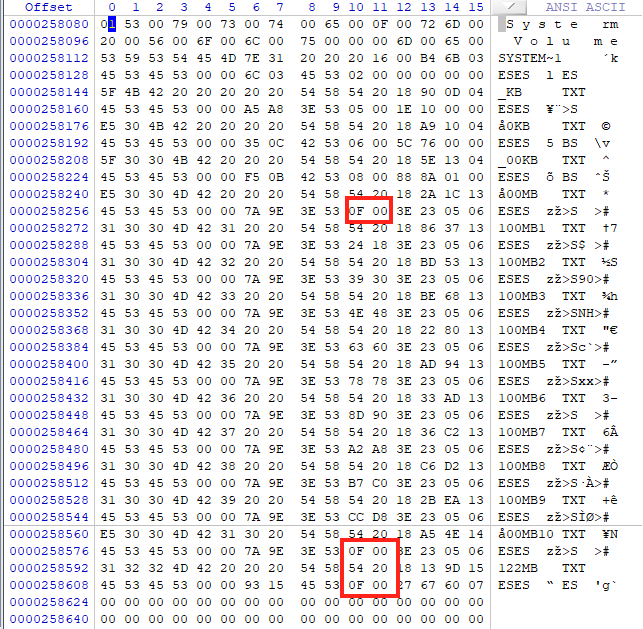 Offset 0 1 2 3 4 5 6 7 8 9 10 11 12 13 14 15 ANSI ASCII
0000258080 01 53 00 79 00 73 00 74 00 65 00 0F 00 72 6D 00 S y s t e rm
0000258096 20 00 56 00 6F 00 6C 00 75 00 00 00 6D 00 65 00 V o l u m e
0000258112 53 59 53 54 45 4D 7E 31 20 20 20 16 00 B4 6B 03 SYSTEM~1 ´k
0000258128 45 53 45 53 00 00 6C 03 45 53 02 00 00 00 00 00 ESES l ES
0000258144 5F 4B 42 20 20 20 20 20 54 58 54 20 18 90 0D 04 _KB TXT
0000258160 45 53 45 53 00 00 A5 A8 3E 53 05 00 1E 10 00 00 ESES ¥¨>S
0000258176 E5 30 4B 42 20 20 20 20 54 58 54 20 18 A9 10 04 å0KB TXT ©
0000258192 45 53 45 53 00 00 35 0C 42 53 06 00 5C 76 00 00 ESES 5 BS \v
0000258208 5F 30 30 4B 42 20 20 20 54 58 54 20 18 5E 13 04 _00KB TXT ^
0000258224 45 53 45 53 00 00 F5 0B 42 53 08 00 88 8A 01 00 ESES õ BS ˆŠ
0000258240 E5 30 30 4D 42 20 20 20 54 58 54 20 18 2A 1C 13 å00MB TXT *
0000258256 45 53 45 53 00 00 7A 9E 3E 53 0F 00 3E 23 05 06 ESES zž>S >#
0000258272 31 30 30 4D 42 31 20 20 54 58 54 20 18 86 37 13 100MB1 TXT †7
0000258288 45 53 45 53 00 00 7A 9E 3E 53 24 18 3E 23 05 06 ESES zž>S$ >#
0000258304 31 30 30 4D 42 32 20 20 54 58 54 20 18 BD 53 13 100MB2 TXT ½S
0000258320 45 53 45 53 00 00 7A 9E 3E 53 39 30 3E 23 05 06 ESES zž>S90>#
0000258336 31 30 30 4D 42 33 20 20 54 58 54 20 18 BE 68 13 100MB3 TXT ¾h
0000258352 45 53 45 53 00 00 7A 9E 3E 53 4E 48 3E 23 05 06 ESES zž>SNH>#
0000258368 31 30 30 4D 42 34 20 20 54 58 54 20 18 22 80 13 100MB4 TXT "€
0000258384 45 53 45 53 00 00 7A 9E 3E 53 63 60 3E 23 05 06 ESES zž>Sc`>#
0000258400 31 30 30 4D 42 35 20 20 54 58 54 20 18 AD 94 13 100MB5 TXT -”
0000258416 45 53 45 53 00 00 7A 9E 3E 53 78 78 3E 23 05 06 ESES zž>Sxx>#
0000258432 31 30 30 4D 42 36 20 20 54 58 54 20 18 33 AD 13 100MB6 TXT 3-
0000258448 45 53 45 53 00 00 7A 9E 3E 53 8D 90 3E 23 05 06 ESES zž>S >#
0000258464 31 30 30 4D 42 37 20 20 54 58 54 20 18 36 C2 13 100MB7 TXT 6Â
0000258480 45 53 45 53 00 00 7A 9E 3E 53 A2 A8 3E 23 05 06 ESES zž>S¢¨>#
0000258496 31 30 30 4D 42 38 20 20 54 58 54 20 18 C6 D2 13 100MB8 TXT ÆÒ
0000258512 45 53 45 53 00 00 7A 9E 3E 53 B7 C0 3E 23 05 06 ESES zž>S·À>#
0000258528 31 30 30 4D 42 39 20 20 54 58 54 20 18 2B EA 13 100MB9 TXT +ê
0000258544 45 53 45 53 00 00 7A 9E 3E 53 CC D8 3E 23 05 06 ESES zž>SÌØ>#
0000258560 E5 30 30 4D 42 31 30 20 54 58 54 20 18 A5 4E 14 å00MB10 TXT ¥N
0000258576 45 53 45 53 00 00 7A 9E 3E 53 0F 00 3E 23 05 06 ESES zž>S >#
0000258592 31 32 32 4D 42 20 20 20 54 58 54 20 18 13 9D 15 122MB TXT
0000258608 45 53 45 53 00 00 93 15 45 53 0F 00 27 67 60 07 ESES “ ES 'g`
0000258624 00 00 00 00 00 00 00 00 00 00 00 00 00 00 00 00
0000258640 00 00 00 00 00 00 00 00 00 00 00 00 00 00 00 00